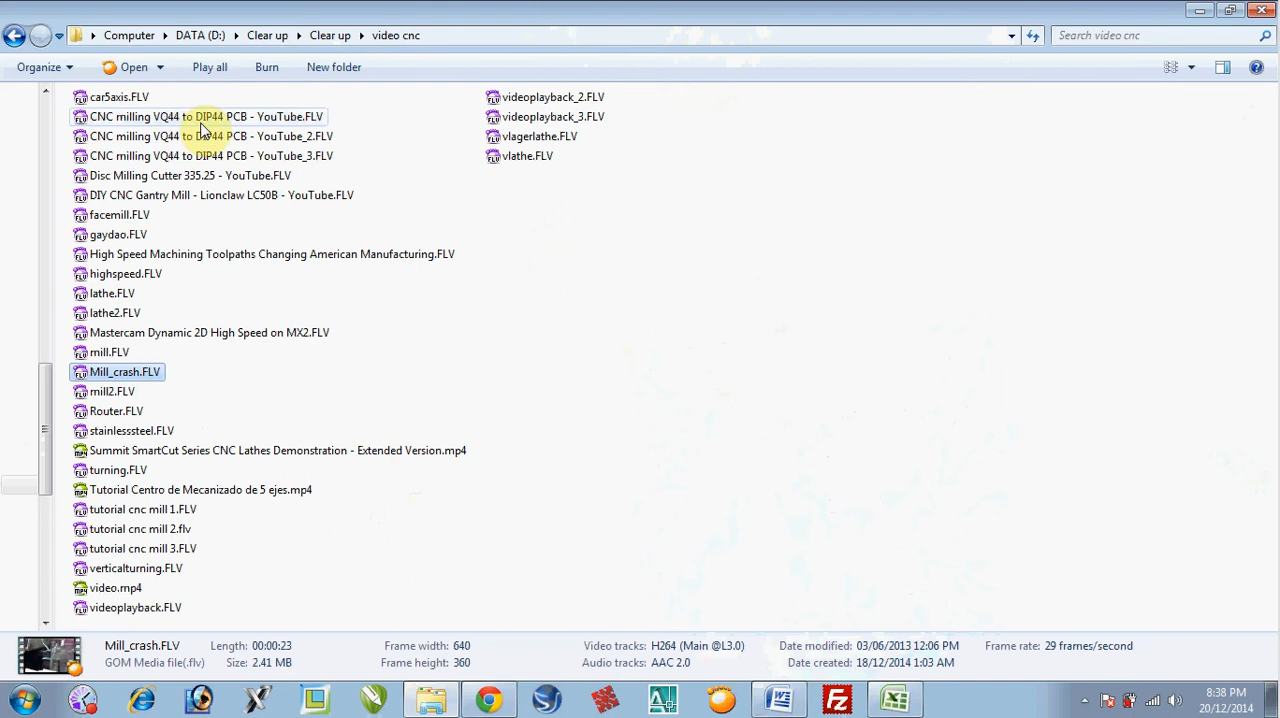 Computer ▸ DATA (D:) ▸ Clear up ▸ Clear up ▸ video cnc
Search video cnc
Organize Open Play all Burn New folder
car5axis.FLV
CNC milling VQ44 to DIP44 PCB - YouTube.FLV
CNC milling VQ44 to DIP44 PCB - YouTube_2.FLV
CNC milling VQ44 to DIP44 PCB - YouTube_3.FLV
Disc Milling Cutter 335.25 - YouTube.FLV
DIY CNC Gantry Mill - Lionclaw LC50B - YouTube.FLV
facemill.FLV
gaydao.FLV
High Speed Machining Toolpaths Changing American Manufacturing.FLV
highspeed.FLV
lathe.FLV
lathe2.FLV
Mastercam Dynamic 2D High Speed on MX2.FLV
mill.FLV
Mill_crash.FLV
mill2.FLV
Router.FLV
stainlesssteel.FLV
Summit SmartCut Series CNC Lathes Demonstration - Extended Version.mp4
turning.FLV
Tutorial Centro de Mecanizado de 5 ejes.mp4
tutorial cnc mill 1.FLV
tutorial cnc mill 2.flv
tutorial cnc mill 3.FLV
verticalturning.FLV
video.mp4
videoplayback.FLV
videoplayback_2.FLV
videoplayback_3.FLV
vlagerlathe.FLV
vlathe.FLV
Mill_crash.FLV Length: 00:00:23 Frame width: 640 Video tracks: H264 (Main @L3.0) Date modified: 03/06/2013 12:06 PM Frame rate: 29 frames/second
GOM Media file(.flv) Size: 2.41 MB Frame height: 360 Audio tracks: AAC 2.0 Date created: 18/12/2014 1:03 AM
8:38 PM
20/12/2014